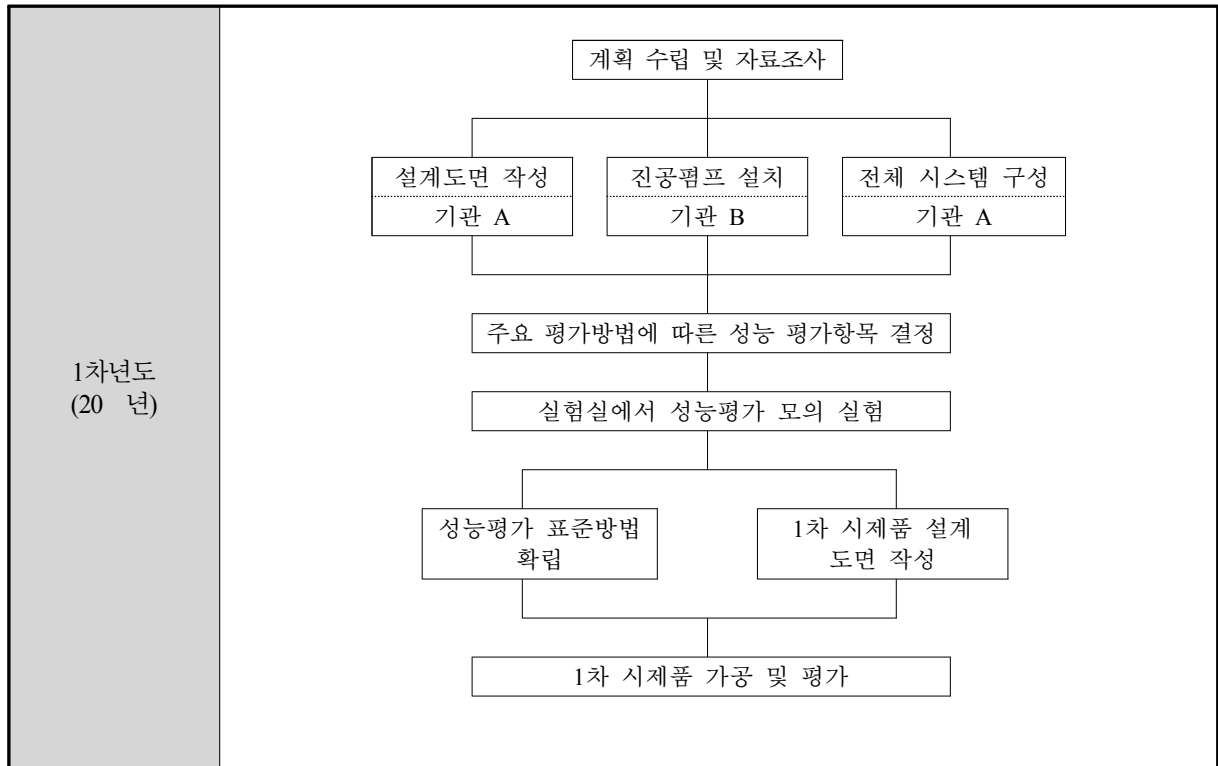 1차년도
(20 년)
계획 수립 및 자료조사
설계도면 작성
기관 A
진공펌프 설치
기관 B
전체 시스템 구성
기관 A
주요 평가방법에 따른 성능 평가항목 결정
실험실에서 성능평가 모의 실험
성능평가 표준방법
확립
1차 시제품 설계
도면 작성
1차 시제품 가공 및 평가